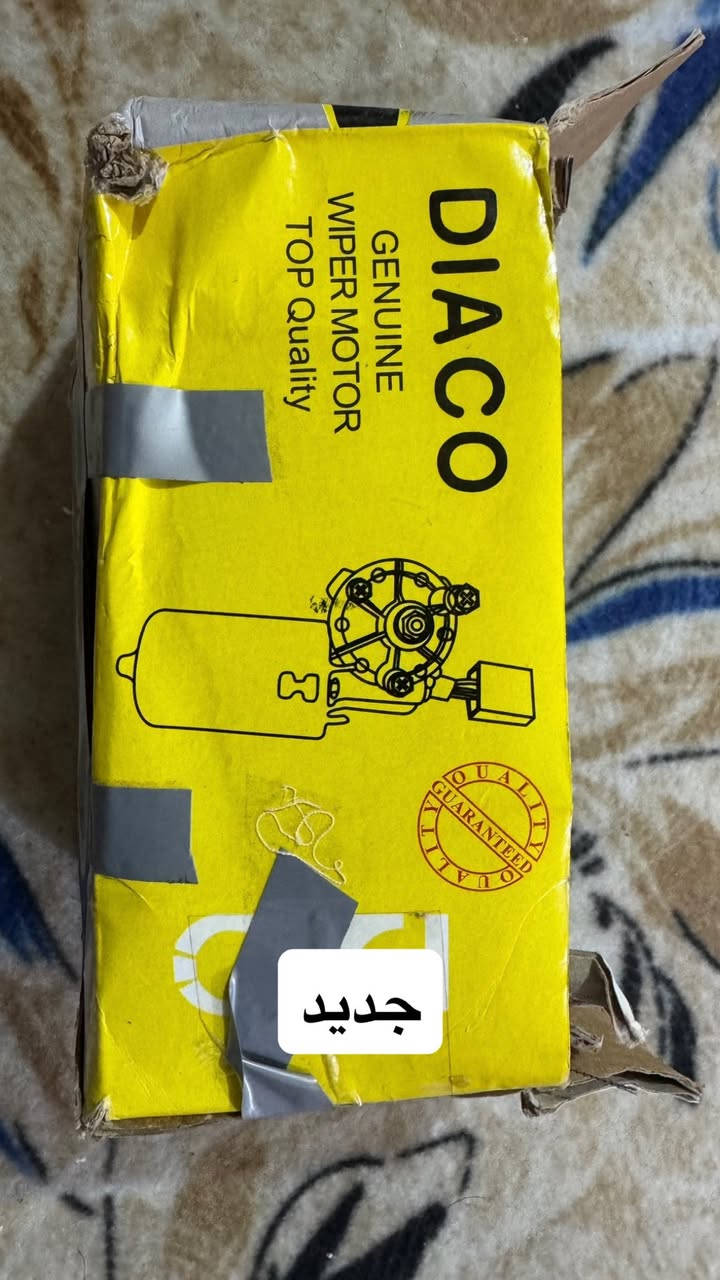 DIACO
GENUINE
WIPER MOTOR
TOP Quality
QUALITY
GUARANTEED
QUALITY
جديد